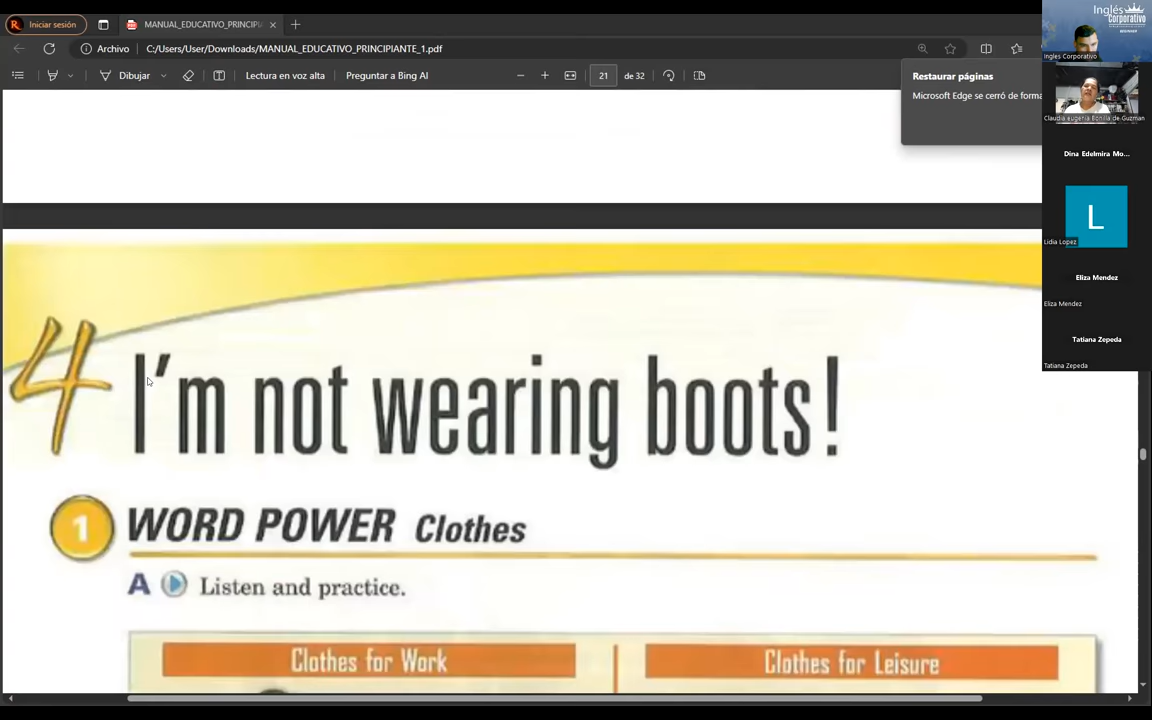 Iniciar sesión
MANUAL_EDUCATIVO_PRINCIPI
Archivo C:/Users/User/Downloads/MANUAL_EDUCATIVO_PRINCIPIANTE_1.pdf
Dibujar
Lectura en voz alta
Preguntar a Bing AI
21 de 32
Restaurar páginas
Microsoft Edge se cerró de forma
4 I'm not wearing boots!
1 WORD POWER Clothes
A Listen and practice.
Clothes for Work
Clothes for Leisure
Inglés
Corporativo
BEGINNER
Ingles Corporativo
Claudia eugenia Bonilla de Guzman
Dina Edelmira Mo...
L
Lidia Lopez
Eliza Mendez
Eliza Mendez
Tatiana Zepeda
Tatiana Zepeda